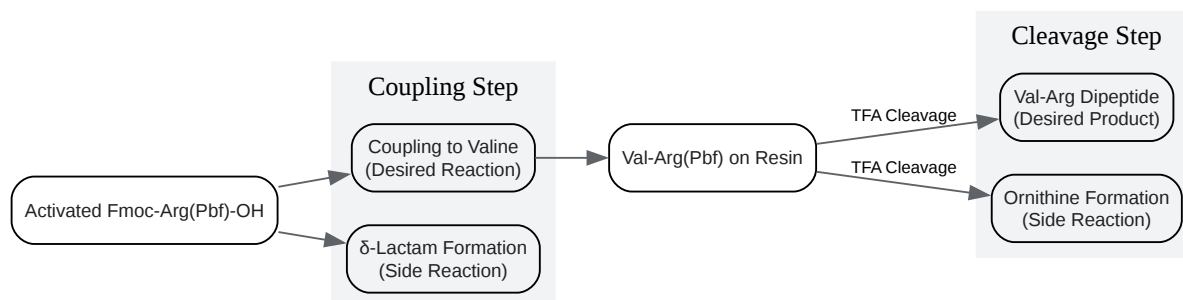 Activated Fmoc-Arg(Pbf)-OH
Coupling Step
Coupling to Valine
(Desired Reaction)
δ-Lactam Formation
(Side Reaction)
Val-Arg(Pbf) on Resin
TFA Cleavage
TFA Cleavage
Cleavage Step
Val-Arg Dipeptide
(Desired Product)
Ornithine Formation
(Side Reaction)